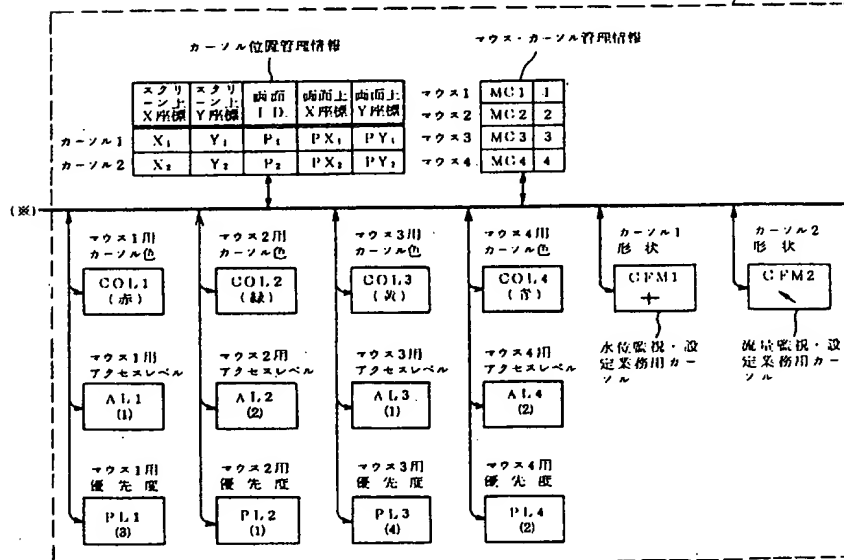 カーソル位置管理情報
マウス・カーソル管理情報
スクリーン上X座標 スクリーン上Y座標 画面I D. 画面上X座標 画面上Y座標
カーソル1 X₁ Y₁ P₁ PX₁ PY₁
カーソル2 X₂ Y₂ P₂ PX₂ PY₂
マウス1 MC1 1
マウス2 MC2 2
マウス3 MC3 3
マウス4 MC4 4
(※)
マウス1用 マウス2用 マウス3用 マウス4用 カーソル1 カーソル2
カーソル色 カーソル色 カーソル色 カーソル色 形状 形状
COL1 COL2 COL3 COL4 CFM1 CFM2
(赤) (緑) (黄) (青)
水位監視・設 流量監視・設
定業務用カー 定業務用カー
ソル ソル
マウス1用 マウス2用 マウス3用 マウス4用
アクセスレベル アクセスレベル アクセスレベル アクセスレベル
AL1 AL2 AL3 AL4
(1) (2) (1) (2)
マウス1用 マウス2用 マウス3用 マウス4用
優先度 優先度 優先度 優先度
PL1 PL2 PL3 PL4
(3) (1) (4) (2)